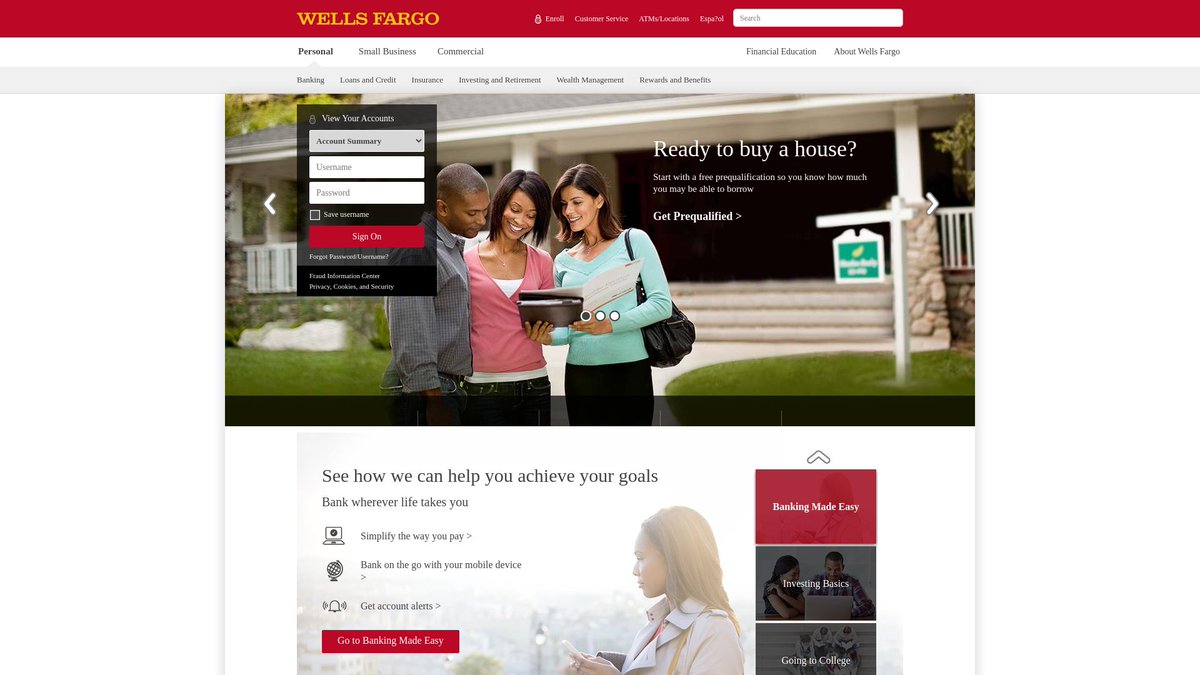 WELLS FARGO
Enroll
Customer Service
ATMs/Locations
Espa?ol
Search
Personal
Small Business
Commercial
Financial Education
About Wells Fargo
Banking
Loans and Credit
Insurance
Investing and Retirement
Wealth Management
Rewards and Benefits
View Your Accounts
Account Summary
Username
Password
Save username
Sign On
Forgot Password/Username?
Fraud Information Center
Privacy, Cookies, and Security
Ready to buy a house?
Start with a free prequalification so you know how much
you may be able to borrow
Get Prequalified >
See how we can help you achieve your goals
Bank wherever life takes you
Simplify the way you pay >
Bank on the go with your mobile device
>
Get account alerts >
Go to Banking Made Easy
Banking Made Easy
Investing Basics
Going to College